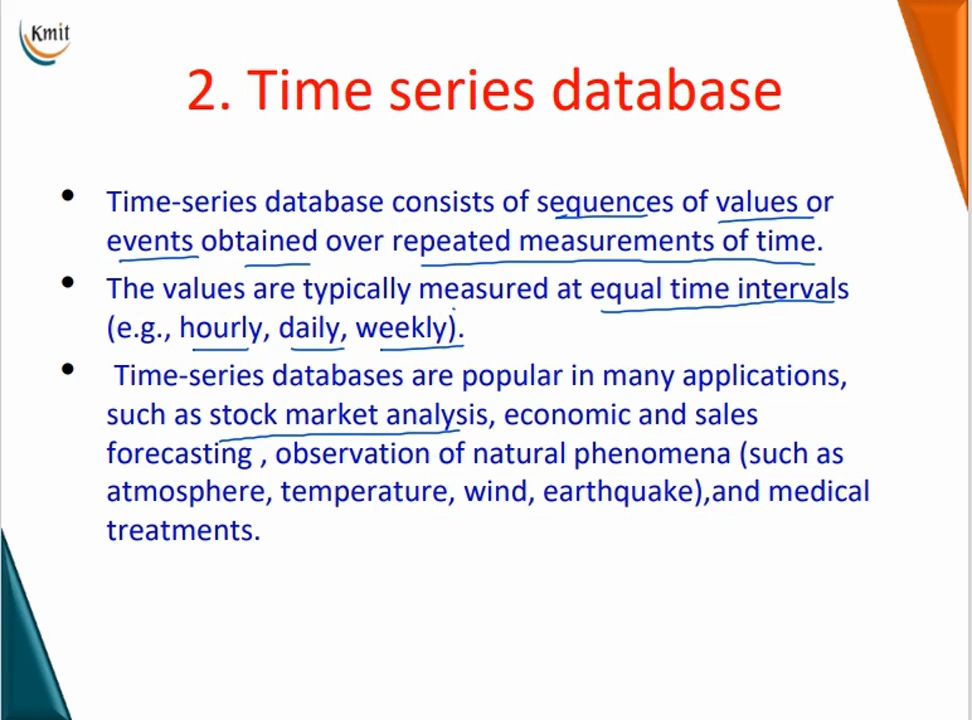 Kmit
2. Time series database
• Time-series database consists of sequences of values or
events obtained over repeated measurements of time.
• The values are typically measured at equal time intervals
(e.g., hourly, daily, weekly).
• Time-series databases are popular in many applications,
such as stock market analysis, economic and sales
forecasting , observation of natural phenomena (such as
atmosphere, temperature, wind, earthquake),and medical
treatments.